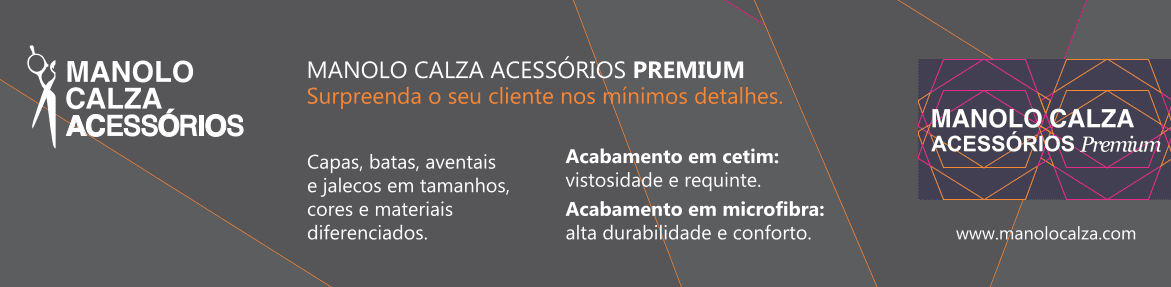 MANOLO
CALZA
ACESSÓRIOS
MANOLO CALZA ACESSÓRIOS PREMIUM
Surpreenda o seu cliente nos mínimos detalhes.
Capas, batas, aventais
e jalecos em tamanhos,
cores e materiais
diferenciados.
Acabamento em cetim:
vistosidade e requinte.
Acabamento em microfibra:
alta durabilidade e conforto.
MANOLO CALZA
ACESSÓRIOS Premium
www.manolocalza.com